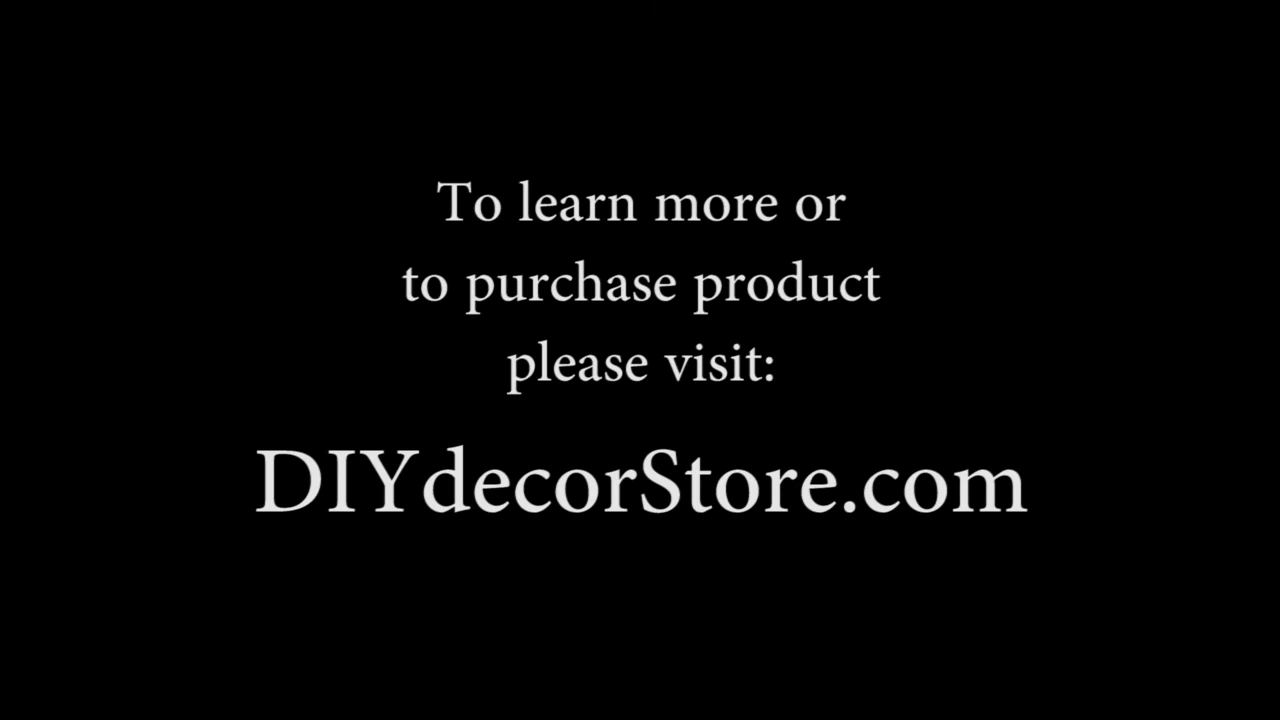 To learn more or
to purchase product
please visit:
DIYdecorStore.com